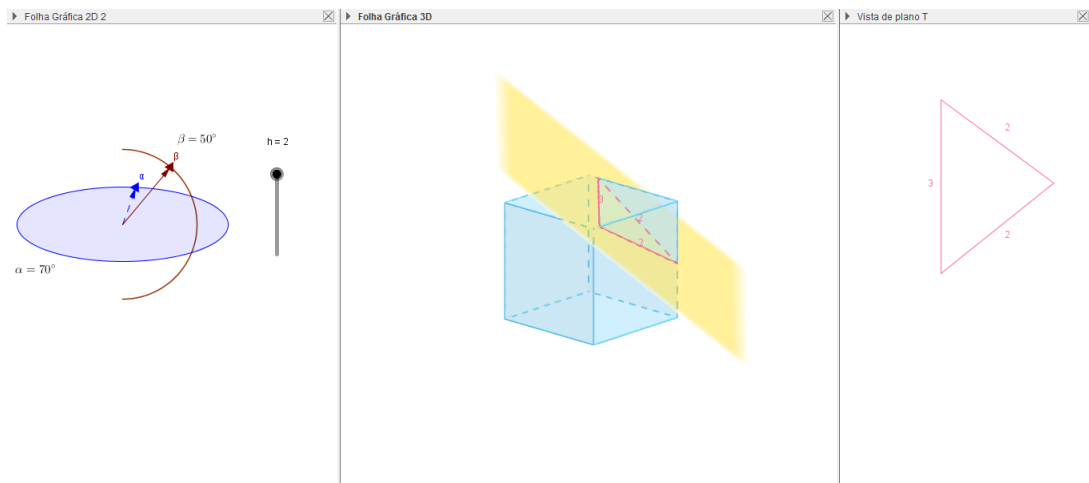 Folha Gráfica 2D 2
β = 50°
h = 2
β
α
α = 70°
Folha Gráfica 3D
3
2
2
Vista de plano T
2
3
2